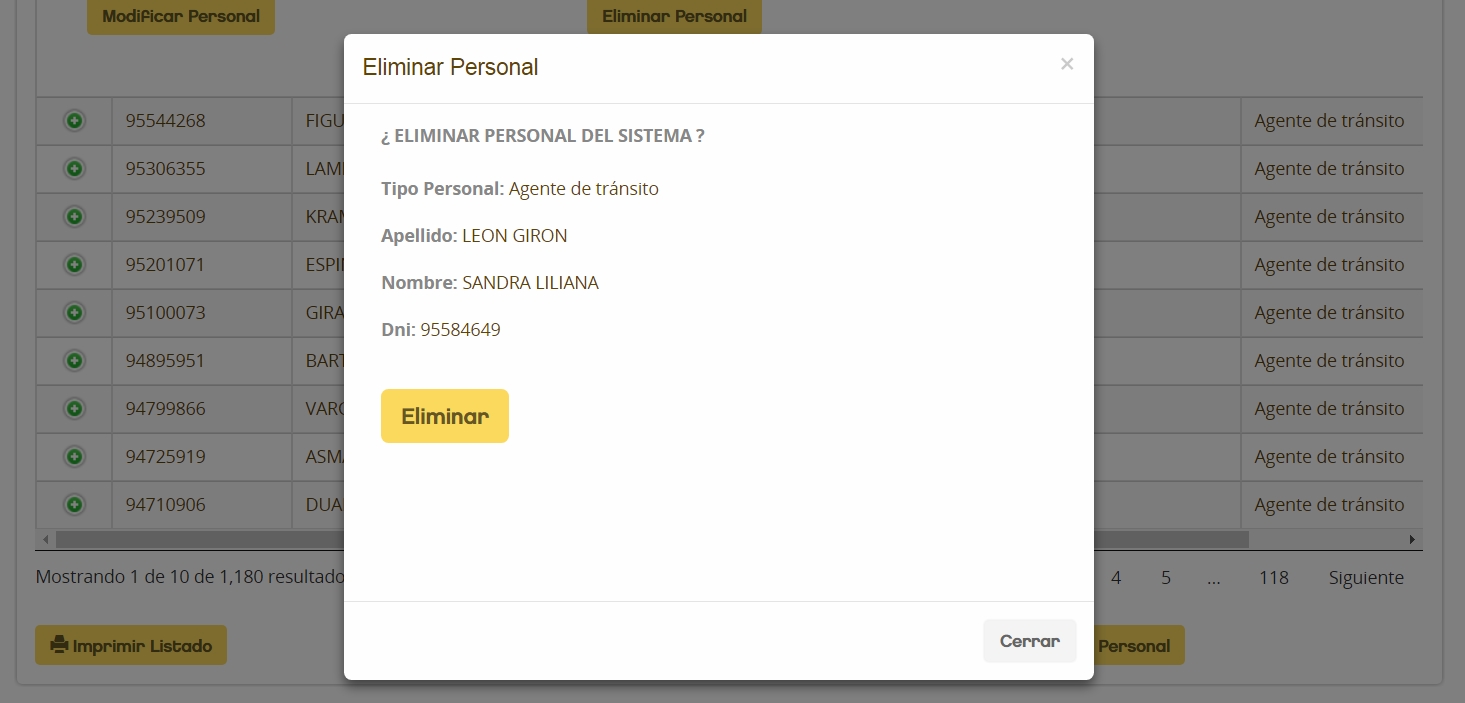 Modificar Personal
Eliminar Personal
Eliminar Personal
×
¿ ELIMINAR PERSONAL DEL SISTEMA ?
Tipo Personal: Agente de tránsito
Apellido: LEON GIRON
Nombre: SANDRA LILIANA
Dni: 95584649
Eliminar
Cerrar
95544268 FIGU Agente de tránsito
95306355 Agente de tránsito
95239509 Agente de tránsito
95201071 ESPI Agente de tránsito
95100073 GIRA Agente de tránsito
94895951 BART Agente de tránsito
94799866 Agente de tránsito
94725919 ASM Agente de tránsito
94710906 DUA Agente de tránsito
Mostrando 1 de 10 de 1,180 resultado 4 5 ... 118 Siguiente
Imprimir Listado
Personal